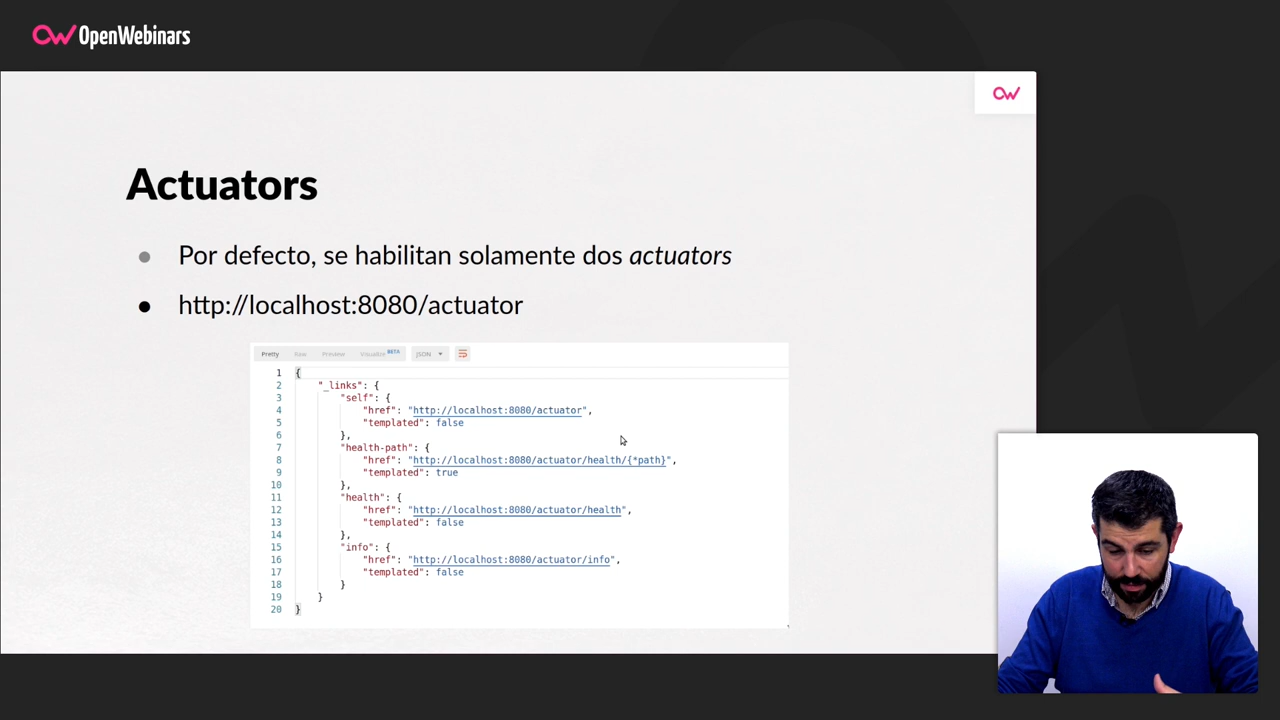 OpenWebinars
Actuators
● Por defecto, se habilitan solamente dos actuators
● http://localhost:8080/actuator
Pretty Raw Preview Visualize BETA JSON
1 {
2 "_links": {
3 "self": {
4 "href": "http://localhost:8080/actuator",
5 "templated": false
6 },
7 "health-path": {
8 "href": "http://localhost:8080/actuator/health/{*path}",
9 "templated": true
10 },
11 "health": {
12 "href": "http://localhost:8080/actuator/health",
13 "templated": false
14 },
15 "info": {
16 "href": "http://localhost:8080/actuator/info",
17 "templated": false
18 }
19 }
20 }